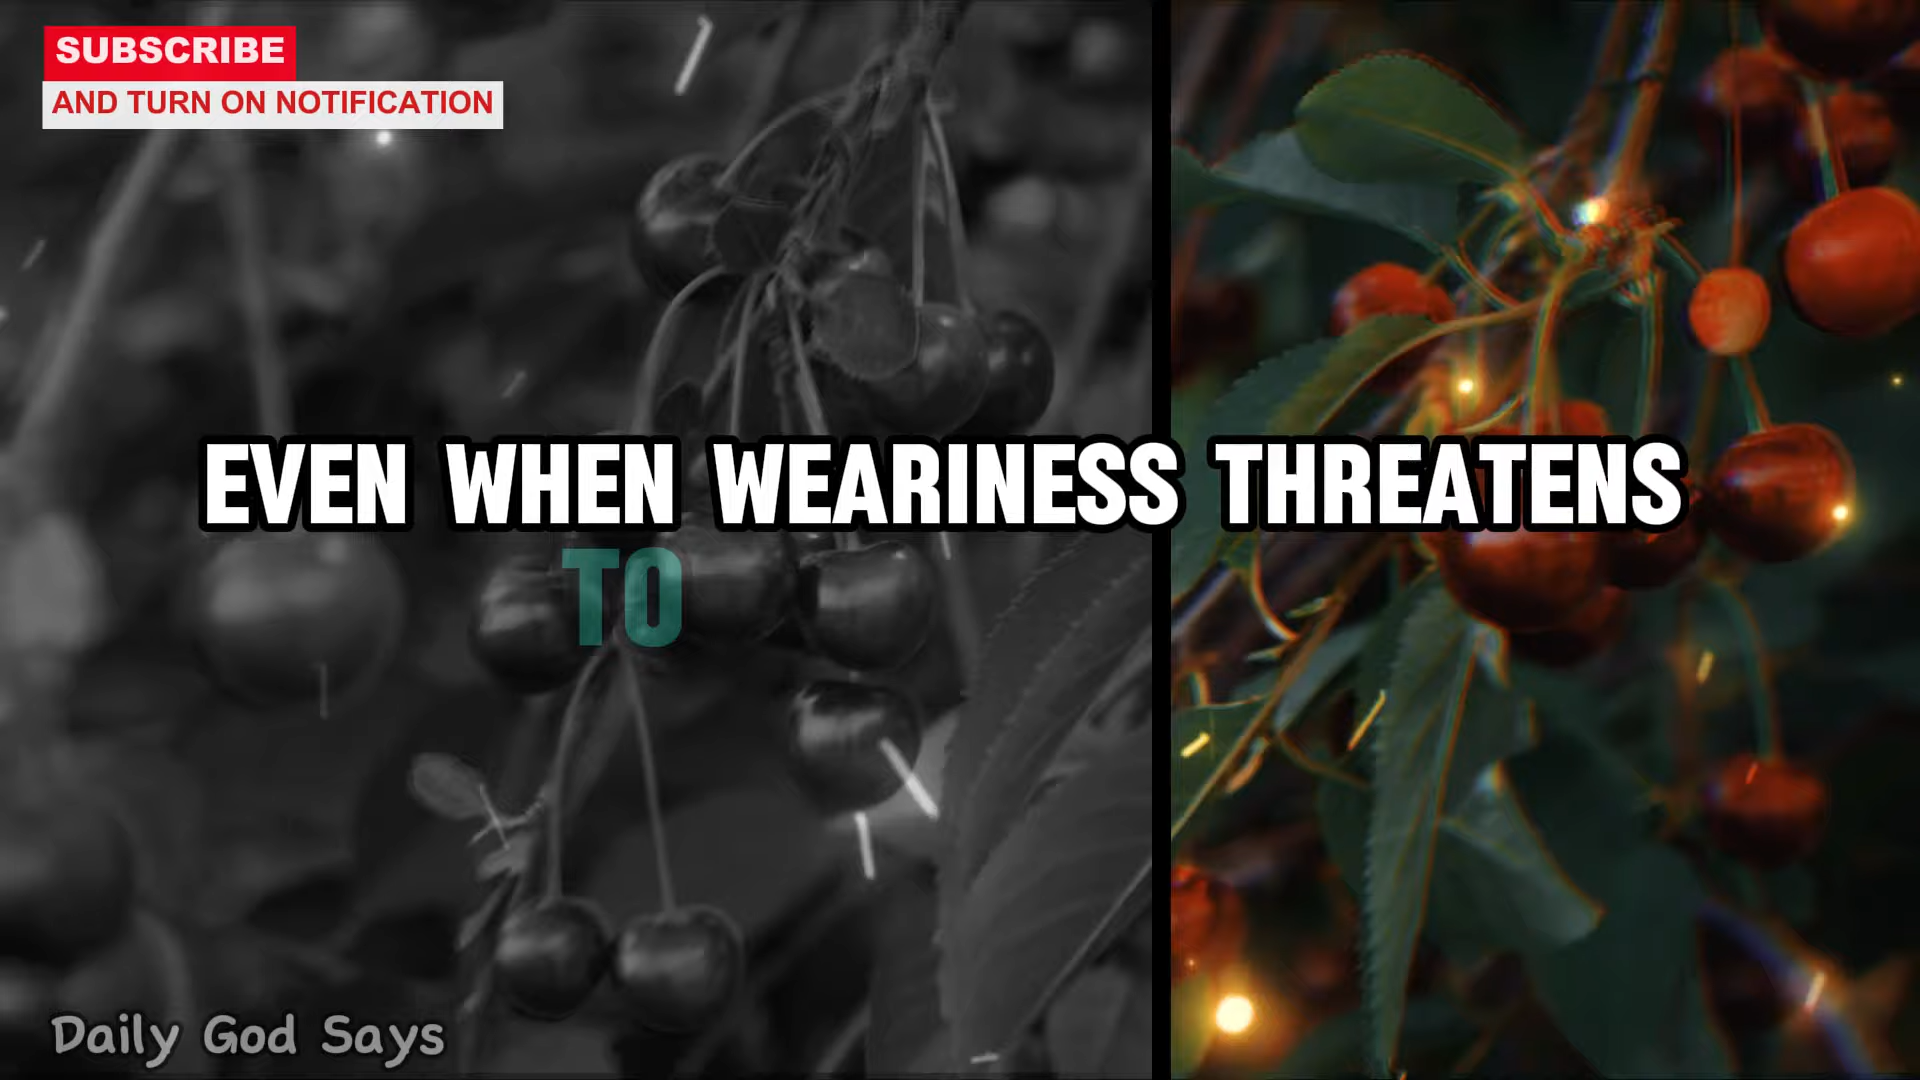 SUBSCRIBE
AND TURN ON NOTIFICATION
EVEN WHEN WEARINESS THREATENS
TO
Daily God Says